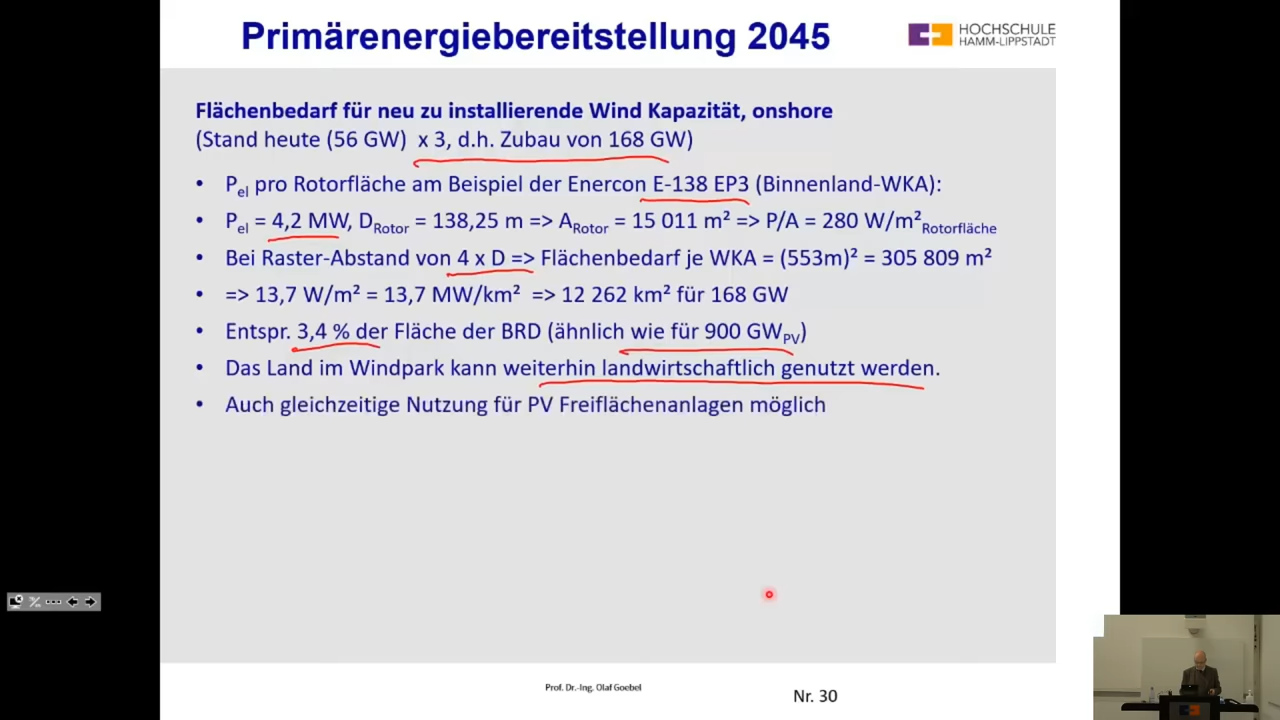 Primärenergiebereitstellung 2045
HOCHSCHULE
HAMM-LIPPSTADT
Flächenbedarf für neu zu installierende Wind Kapazität, onshore
(Stand heute (56 GW) x 3, d.h. Zubau von 168 GW)
• Pel pro Rotorfläche am Beispiel der Enercon E-138 EP3 (Binnenland-WKA):
• Pel = 4,2 MW, DRotor = 138,25 m => ARotor = 15 011 m² => P/A = 280 W/m²Rotorfläche
• Bei Raster-Abstand von 4 x D => Flächenbedarf je WKA = (553m)² = 305 809 m²
• => 13,7 W/m² = 13,7 MW/km² => 12 262 km² für 168 GW
• Entspr. 3,4 % der Fläche der BRD (ähnlich wie für 900 GWPV)
• Das Land im Windpark kann weiterhin landwirtschaftlich genutzt werden.
• Auch gleichzeitige Nutzung für PV Freiflächenanlagen möglich
Prof. Dr.-Ing. Olaf Goebel
Nr. 30